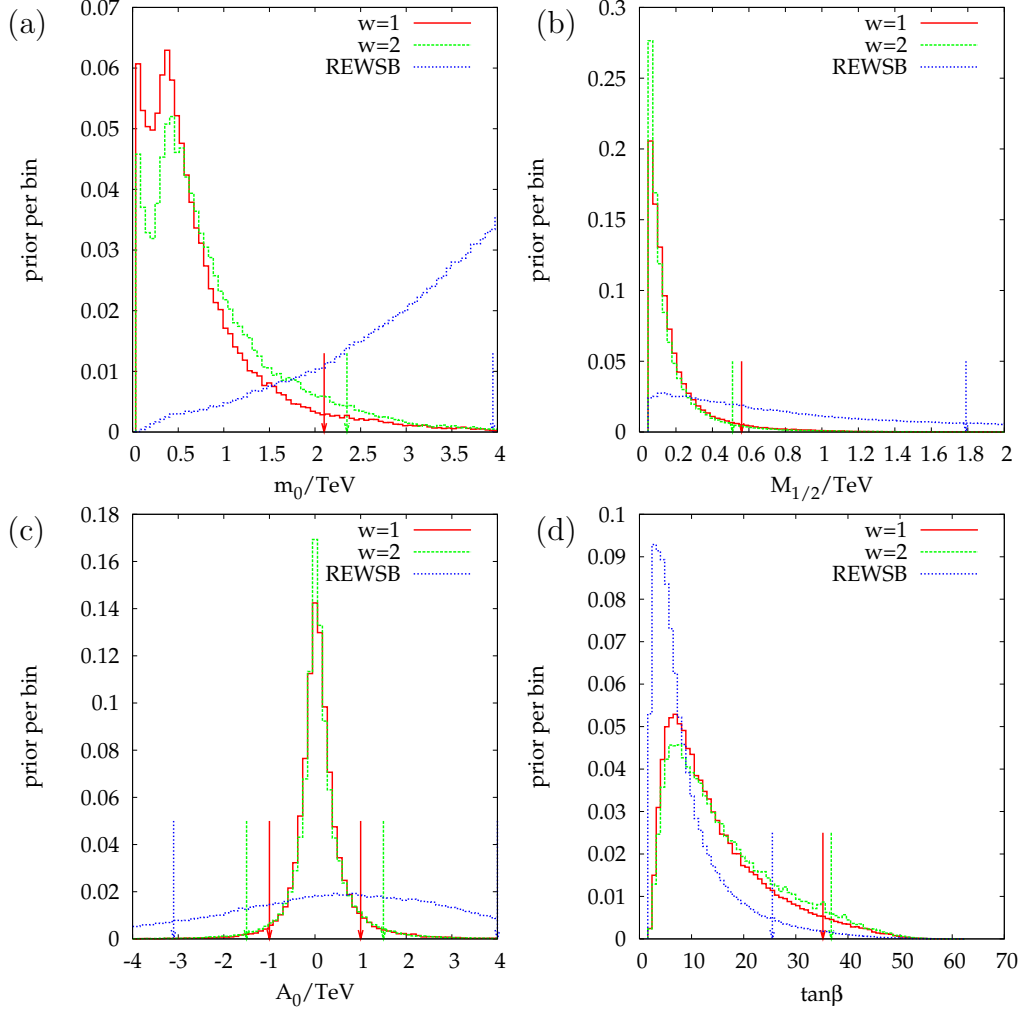 (a)
0.07
0.06
0.05
0.04
0.03
0.02
0.01
0
prior per bin
w=1
w=2
REWSB
0 0.5 1 1.5 2 2.5 3 3.5 4
m0/TeV
(b)
0.3
0.25
0.2
0.15
0.1
0.05
0
prior per bin
w=1
w=2
REWSB
0 0.2 0.4 0.6 0.8 1 1.2 1.4 1.6 1.8 2
M1/2/TeV
(c)
0.18
0.16
0.14
0.12
0.1
0.08
0.06
0.04
0.02
0
prior per bin
w=1
w=2
REWSB
-4 -3 -2 -1 0 1 2 3 4
A0/TeV
(d)
0.1
0.09
0.08
0.07
0.06
0.05
0.04
0.03
0.02
0.01
0
prior per bin
w=1
w=2
REWSB
0 10 20 30 40 50 60 70
tanβ